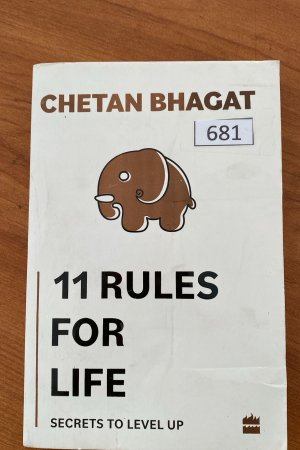 CHETAN BHAGAT
681
11 RULES
FOR
LIFE
SECRETS TO LEVEL UP